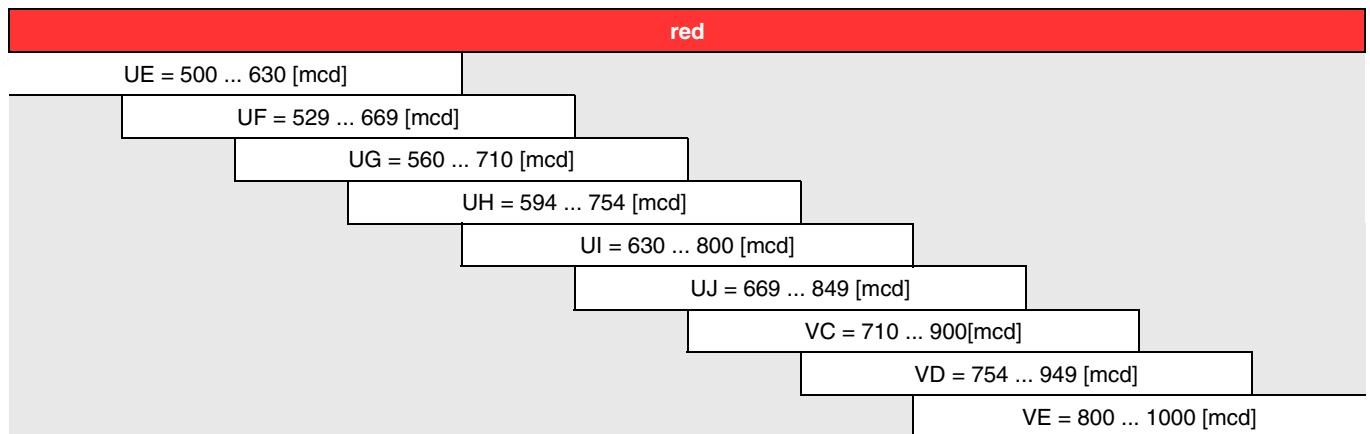 red
UE = 500 ... 630 [mcd]
UF = 529 ... 669 [mcd]
UG = 560 ... 710 [mcd]
UH = 594 ... 754 [mcd]
UI = 630 ... 800 [mcd]
UJ = 669 ... 849 [mcd]
VC = 710 ... 900[mcd]
VD = 754 ... 949 [mcd]
VE = 800 ... 1000 [mcd]